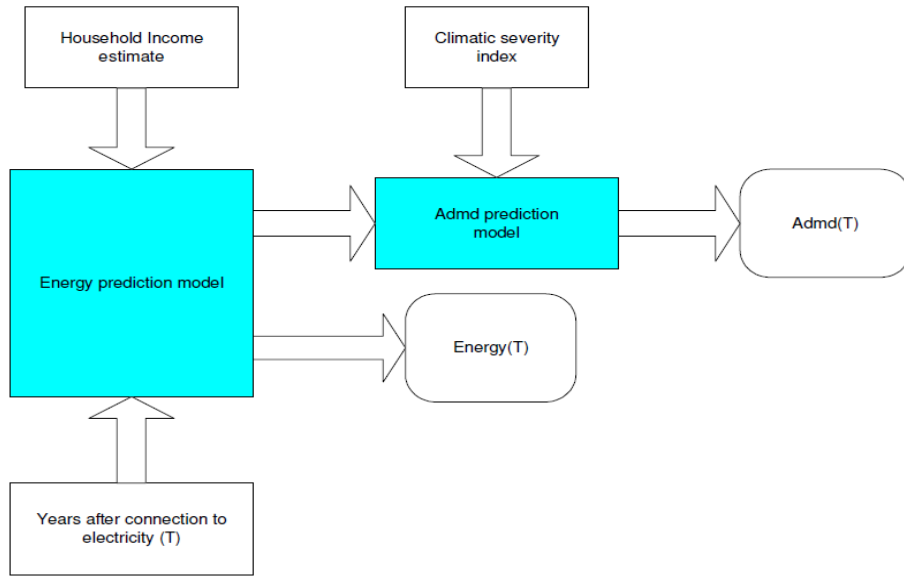 Household Income
estimate
Climatic severity
index
Admd prediction
model
Admd(T)
Energy prediction model
Energy(T)
Years after connection to
electricity (T)